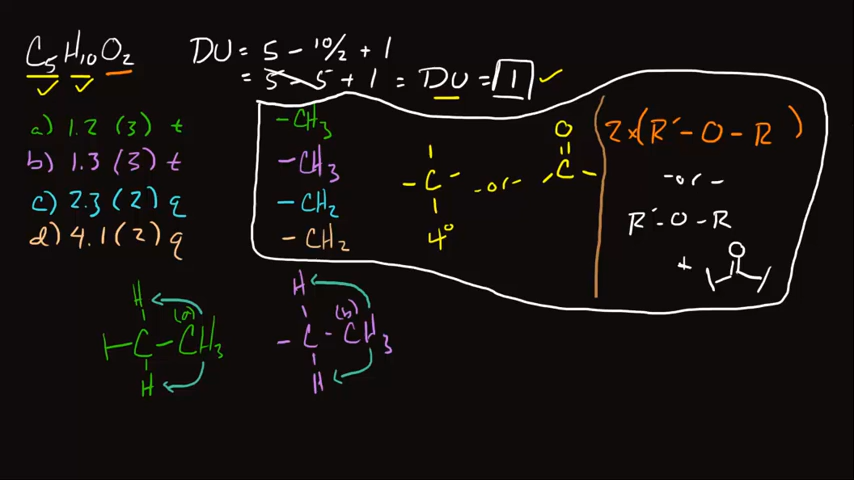 C₅H₁₀O₂ DU = 5 - 10/2 + 1
= 5 - 5 + 1 = DU = 1
a) 1.2 (3) t -CH₃
b) 1.3 (3) t -CH₃
c) 2.3 (2) q -CH₂
d) 4.1 (2) q -CH₂
-C- -or- O=C
4°
2x(R´-O-R)
-or-
R´-O-R
+ O
H H
(a) (b)
-C-CH₃ -C-CH₃
H H